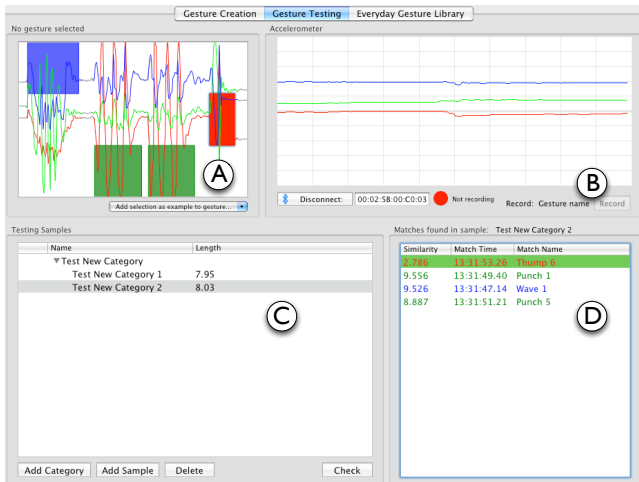 Gesture Creation Gesture Testing Everyday Gesture Library
No gesture selected
Accelerometer
A
Add selection as example to gesture...
B
Disconnect: 00:02:5B:00:C0:03 Not recording Record: Gesture name Record
Testing Samples
Name Length
Test New Category
Test New Category 1 7.95
Test New Category 2 8.03
C
Add Category Add Sample Delete Check
Matches found in sample: Test New Category 2
Similarity Match Time Match Name
2.786 13:31:53.26 Thump 6
9.556 13:31:49.40 Punch 1
9.526 13:31:47.14 Wave 1
8.887 13:31:51.21 Punch 5
D